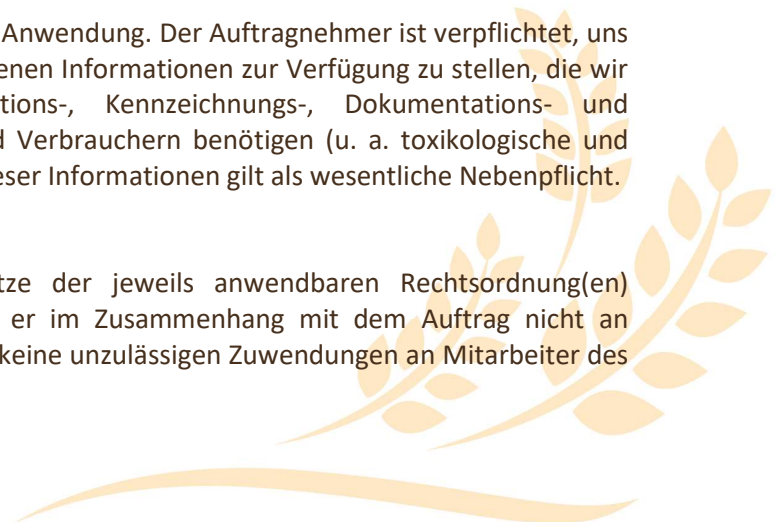 Anwendung. Der Auftragnehmer ist verpflichtet, uns
enen Informationen zur Verfügung zu stellen, die wir
tions-, Kennzeichnungs-, Dokumentations- und
d Verbrauchern benötigen (u. a. toxikologische und
eser Informationen gilt als wesentliche Nebenpflicht.
tze der jeweils anwendbaren Rechtsordnung(en)
er im Zusammenhang mit dem Auftrag nicht an
keine unzulässigen Zuwendungen an Mitarbeiter des